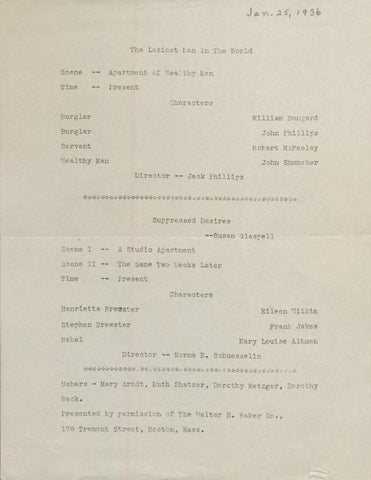 Jan. 25, 1936
The Laziest Man In The World
Scene -- Apartment of Wealthy Man
Time -- Present
Characters
Burglar William Bungard
Burglar John Phillips
Servant Robert McFeeley
Wealthy Man John Shumaker
Director -- Jack Phillips
Suppressed Desires
--Susan Glaspell
Scene I -- A Studio Apartment
Scene II -- The Same Two Weeks Later
Time -- Present
Characters
Henrietta Brewster Eileen Wilkin
Stephen Brewster Frank Jakes
Mabel Mary Louise Altman
Director -- Norma E. Schuesselin
Ushers - Mary Arndt, Ruth Shatzer, Dorothy Metzger, Dorothy
Beck.
Presented by permission of The Walter H. Baker Co.,
178 Tremont Street, Boston, Mass.